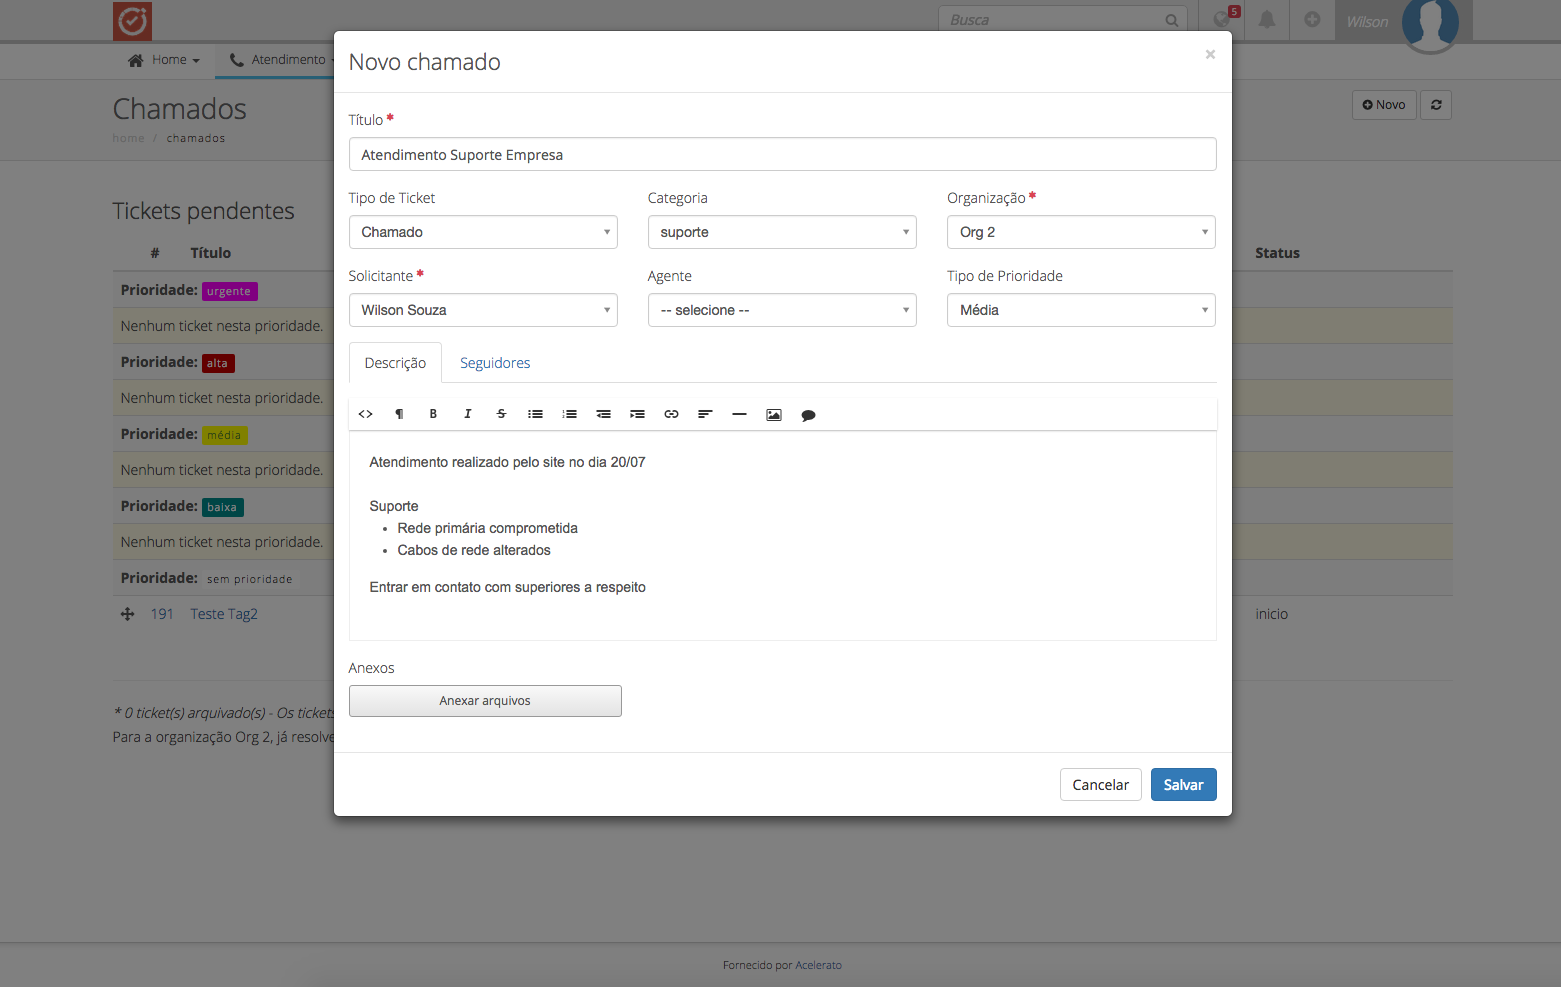 Busca
5
Wilson
Home
Atendimento
Novo chamado
×
Chamados
Novo
home / chamados
Título *
Atendimento Suporte Empresa
Tipo de Ticket
Categoria
Organização *
Chamado
suporte
Org 2
Solicitante *
Agente
Tipo de Prioridade
Wilson Souza
-- selecione --
Média
Descrição
Seguidores
Atendimento realizado pelo site no dia 20/07
Suporte
• Rede primária comprometida
• Cabos de rede alterados
Entrar em contato com superiores a respeito
Anexos
Anexar arquivos
Cancelar
Salvar
Tickets pendentes
# Título Status
Prioridade: urgente
Nenhum ticket nesta prioridade.
Prioridade: alta
Nenhum ticket nesta prioridade.
Prioridade: média
Nenhum ticket nesta prioridade.
Prioridade: baixa
Nenhum ticket nesta prioridade.
Prioridade: sem prioridade
191 Teste Tag2 inicio
* 0 ticket(s) arquivado(s) - Os tickets
Para a organização Org 2, já resolve
Fornecido por Acelerato